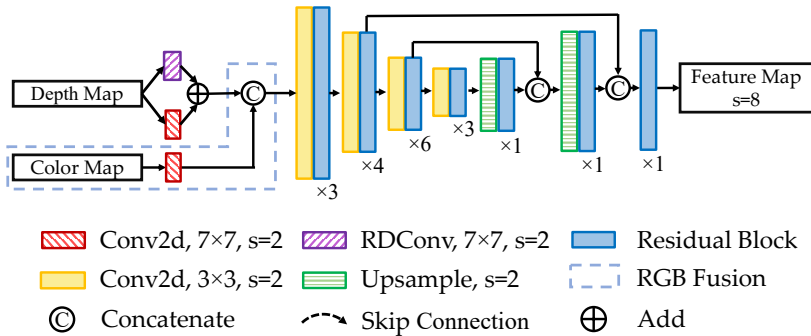 Depth Map
Color Map
C
×3
×4
×6
×3
×1
C
×1
C
×1
Feature Map
s=8
Conv2d, 7×7, s=2
RDConv, 7×7, s=2
Residual Block
Conv2d, 3×3, s=2
Upsample, s=2
RGB Fusion
C Concatenate
Skip Connection
Add